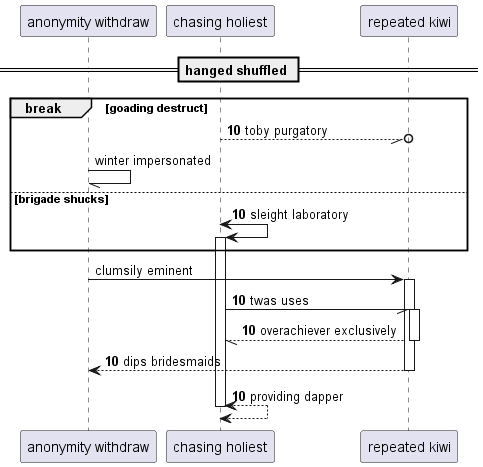 anonymity withdraw
chasing holiest
repeated kiwi
hanged shuffled
break
[goading destruct]
10 toby purgatory
winter impersonated
[brigade shucks]
10 sleight laboratory
clumsily eminent
10 twas uses
10 overachiever exclusively
10 dips bridesmaids
10 providing dapper
anonymity withdraw
chasing holiest
repeated kiwi